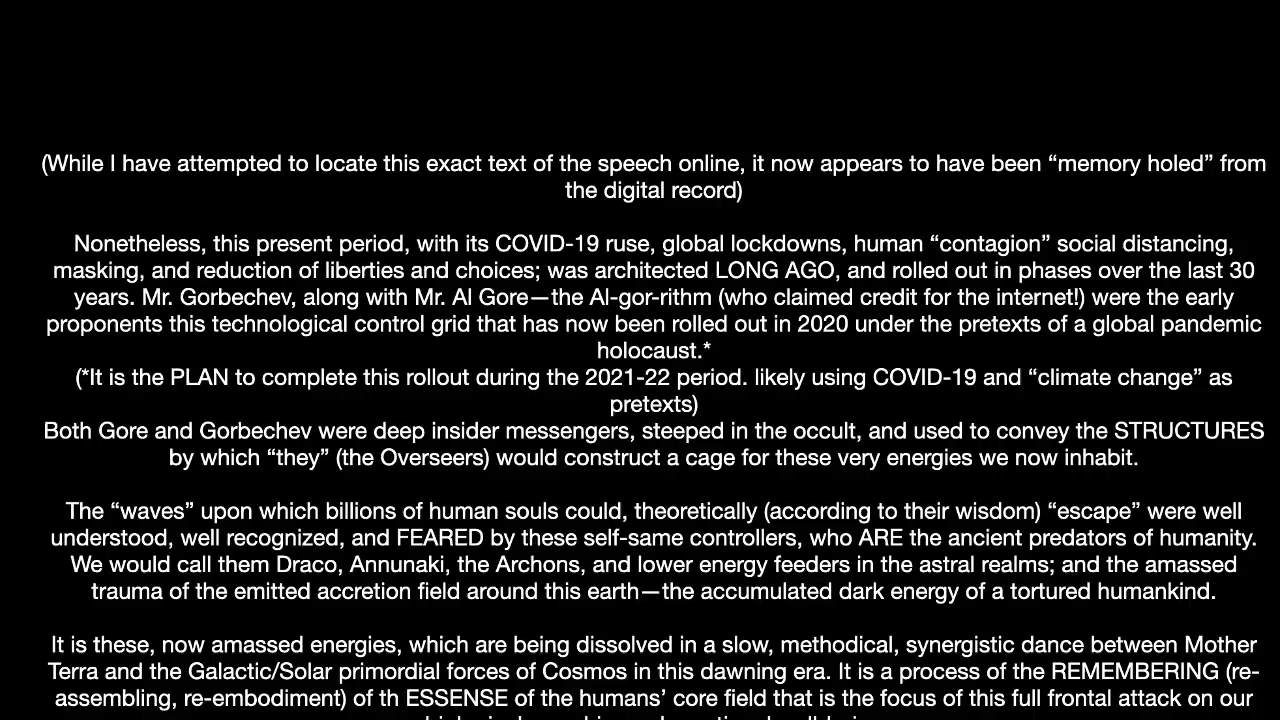 (While I have attempted to locate this exact text of the speech online, it now appears to have been “memory holed” from
the digital record)
Nonetheless, this present period, with its COVID-19 ruse, global lockdowns, human “contagion” social distancing,
masking, and reduction of liberties and choices; was architected LONG AGO, and rolled out in phases over the last 30
years. Mr. Gorbechev, along with Mr. Al Gore—the Al-gor-rithm (who claimed credit for the internet!) were the early
proponents this technological control grid that has now been rolled out in 2020 under the pretexts of a global pandemic
holocaust.*
(*It is the PLAN to complete this rollout during the 2021-22 period. likely using COVID-19 and “climate change” as
pretexts)
Both Gore and Gorbechev were deep insider messengers, steeped in the occult, and used to convey the STRUCTURES
by which “they” (the Overseers) would construct a cage for these very energies we now inhabit.
The “waves” upon which billions of human souls could, theoretically (according to their wisdom) “escape” were well
understood, well recognized, and FEARED by these self-same controllers, who ARE the ancient predators of humanity.
We would call them Draco, Annunaki, the Archons, and lower energy feeders in the astral realms; and the amassed
trauma of the emitted accretion field around this earth—the accumulated dark energy of a tortured humankind.
It is these, now amassed energies, which are being dissolved in a slow, methodical, synergistic dance between Mother
Terra and the Galactic/Solar primordial forces of Cosmos in this dawning era. It is a process of the REMEMBERING (re-
assembling, re-embodiment) of th ESSENSE of the humans’ core field that is the focus of this full frontal attack on our